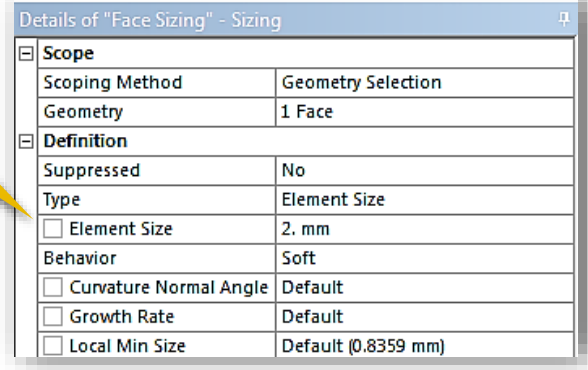 Details of "Face Sizing" - Sizing
Scope
Scoping Method Geometry Selection
Geometry 1 Face
Definition
Suppressed No
Type Element Size
Element Size 2. mm
Behavior Soft
Curvature Normal Angle Default
Growth Rate Default
Local Min Size Default (0.8359 mm)